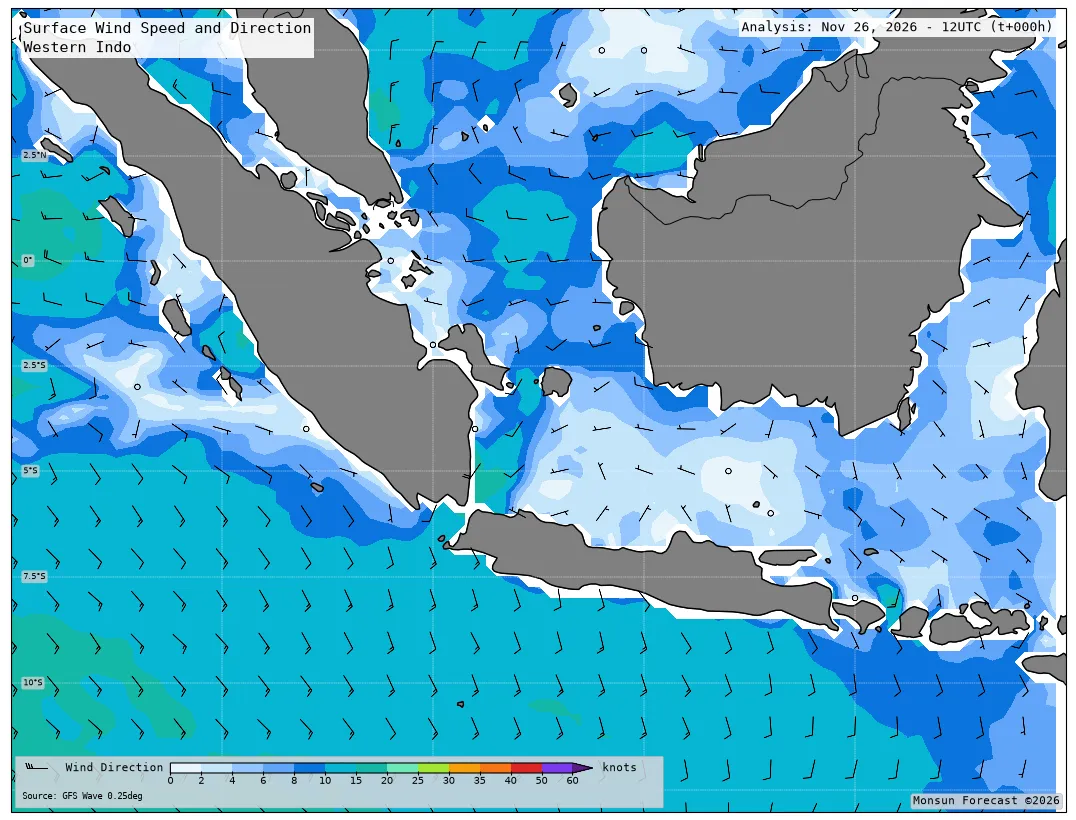 Surface Wind Speed and Direction
Western Indo
Analysis: Nov 26, 2026 - 12UTC (t+000h)
2.5°N
0°
2.5°S
5°S
7.5°S
10°S
Wind Direction
0 2 4 6 8 10 15 20 25 30 35 40 50 60
knots
Source: GFS Wave 0.25deg
Monsun Forecast ©2026